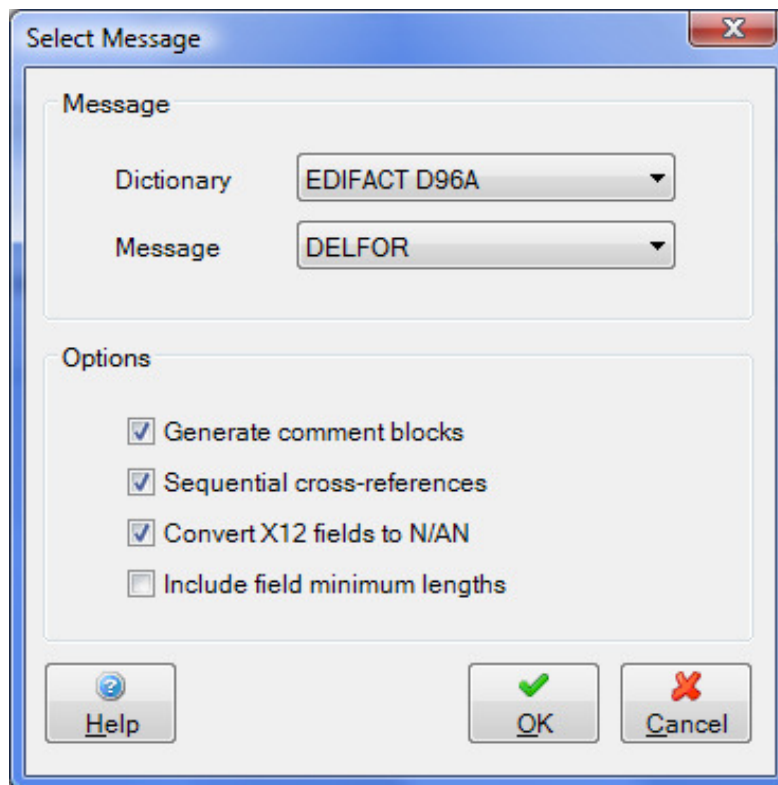 Select Message
Message
Dictionary EDIFACT D96A
Message DELFOR
Options
Generate comment blocks
Sequential cross-references
Convert X12 fields to N/AN
Include field minimum lengths
Help OK Cancel